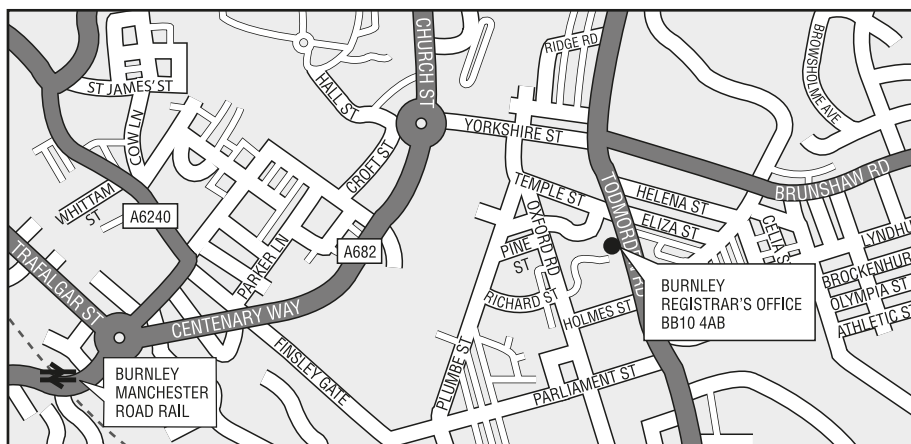 CHURCH ST
RIDGE RD
BROWSHOLME AVE
ST JAMES' ST
HALL ST
COW LN
YORKSHIRE ST
CROFT ST
BRUNSHAW RD
TEMPLE ST
HELENA ST
WHITTAM
ST
A6240
ELIZA ST
OXFORD RD
A682
PINE
ST
LYNDHU
TRAFALGAR ST
PARKER LN
BROCKENHUR
RICHARD ST
OLYMPIA ST
CENTENARY WAY
HOLMES ST
BURNLEY
REGISTRAR'S OFFICE
BB10 4AB
ATHLETIC S
FINSLEY GATE
PLUMBE ST
PARLIAMENT ST
BURNLEY
MANCHESTER
ROAD RAIL